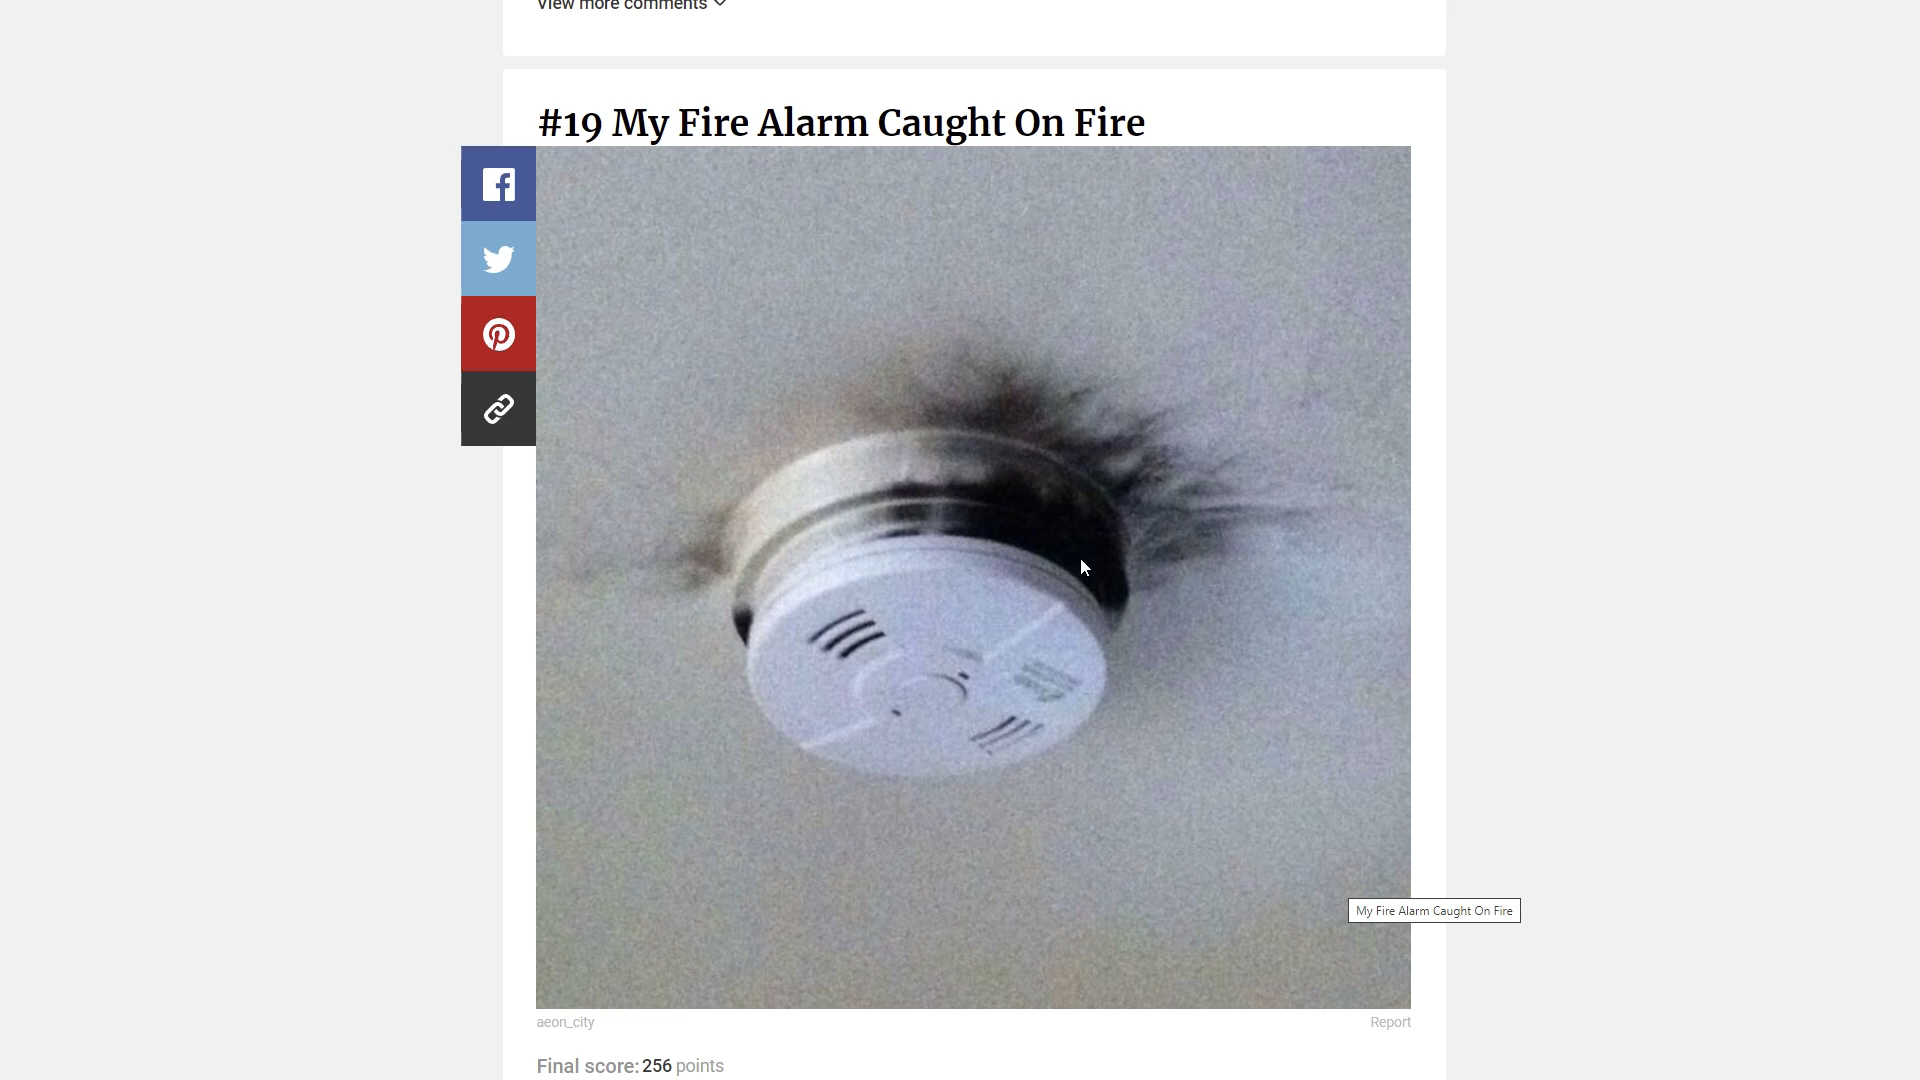 View more comments
#19 My Fire Alarm Caught On Fire
My Fire Alarm Caught On Fire
aeon_city
Report
Final score: 256 points